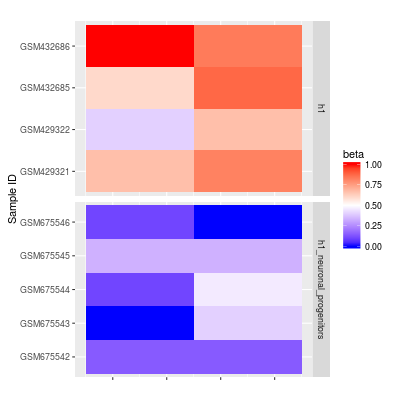 GSM432686
GSM432685
GSM429322
GSM429321
h1
GSM675546
GSM675545
GSM675544
GSM675543
GSM675542
h1_neuronal_progenitors
Sample ID
beta
1.00
0.75
0.50
0.25
0.00